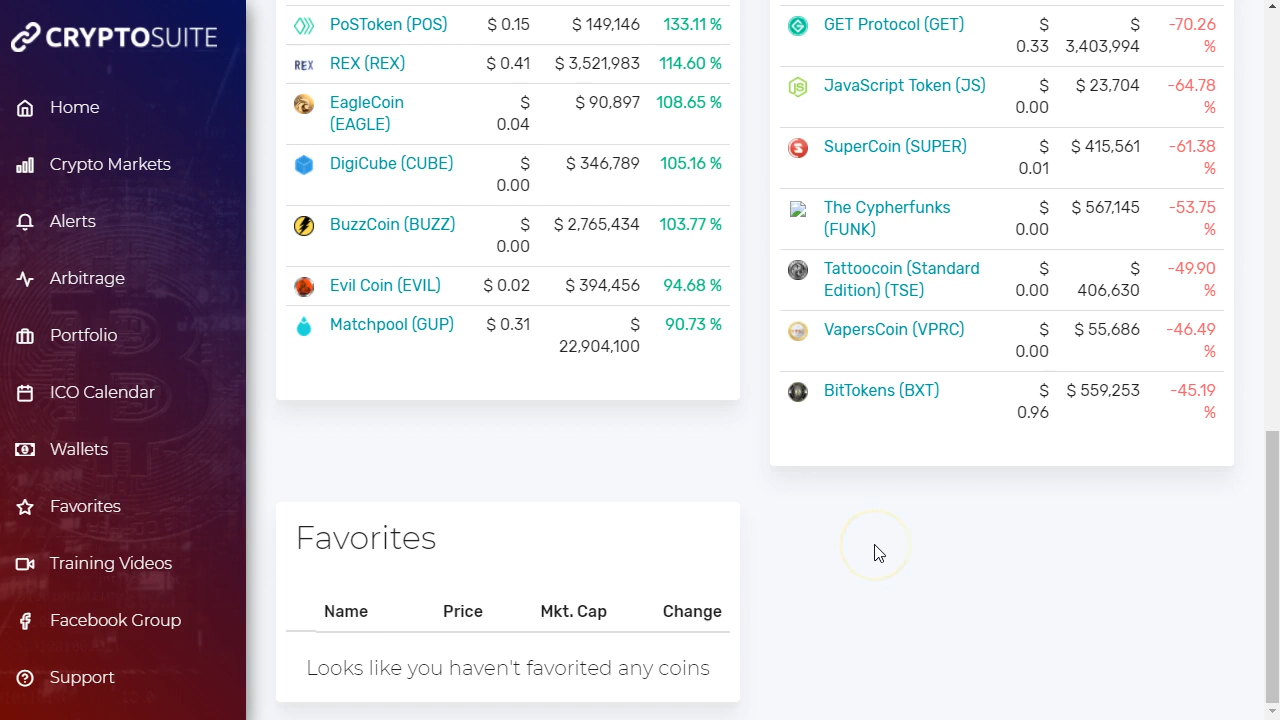 CRYPTOSUITE
Home
Crypto Markets
Alerts
Arbitrage
Portfolio
ICO Calendar
Wallets
Favorites
Training Videos
Facebook Group
Support
PoSToken (POS) $ 0.15 $ 149,146 133.11 %
REX REX (REX) $ 0.41 $ 3,521,983 114.60 %
EagleCoin $ $ 90,897 108.65 %
(EAGLE) 0.04
DigiCube (CUBE) $ $ 346,789 105.16 %
0.00
BuzzCoin (BUZZ) $ $ 2,765,434 103.77 %
0.00
Evil Coin (EVIL) $ 0.02 $ 394,456 94.68 %
Matchpool (GUP) $ 0.31 $ 90.73 %
22,904,100
GET Protocol (GET) $ $ -70.26
0.33 3,403,994 %
JS JavaScript Token (JS) $ $ 23,704 -64.78
0.00 %
S SuperCoin (SUPER) $ $ 415,561 -61.38
0.01 %
The Cypherfunks $ $ 567,145 -53.75
(FUNK) 0.00 %
Tattoocoin (Standard $ $ -49.90
Edition) (TSE) 0.00 406,630 %
VapersCoin (VPRC) $ $ 55,686 -46.49
0.00 %
BitTokens (BXT) $ $ 559,253 -45.19
0.96 %
Favorites
Name Price Mkt. Cap Change
Looks like you haven't favorited any coins